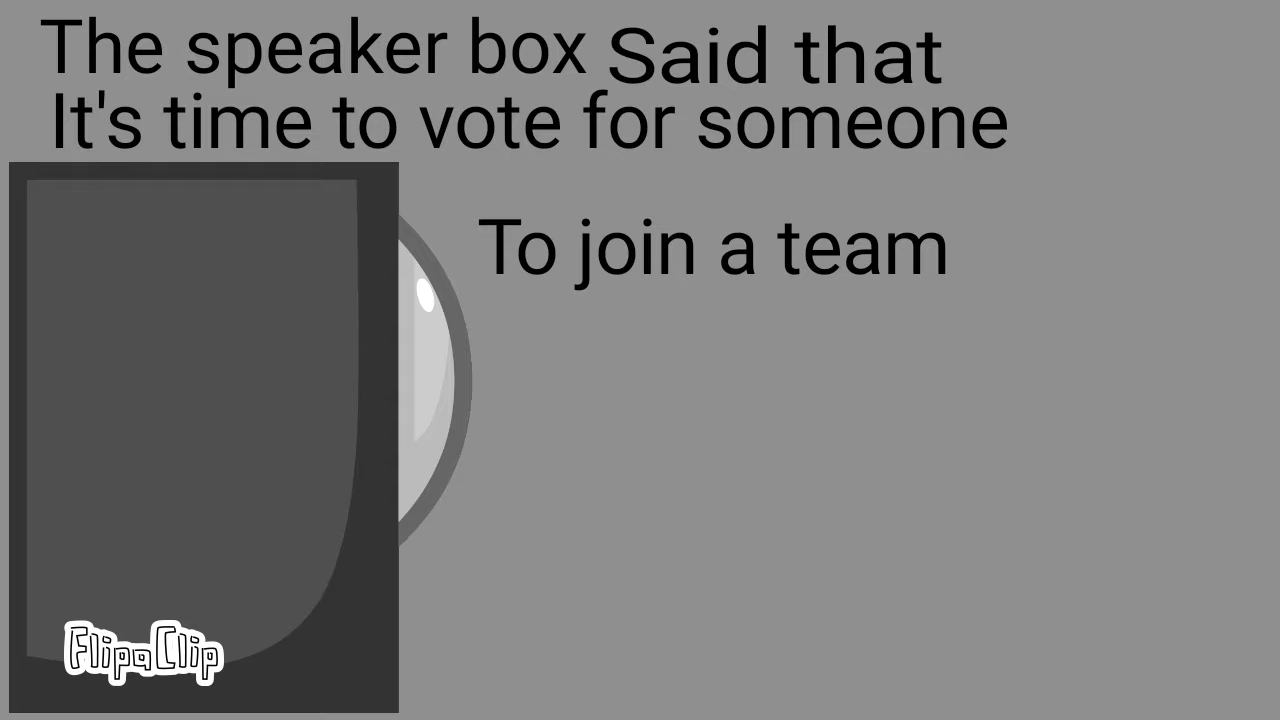 The speaker box Said that
It's time to vote for someone
To join a team
FlipaClip